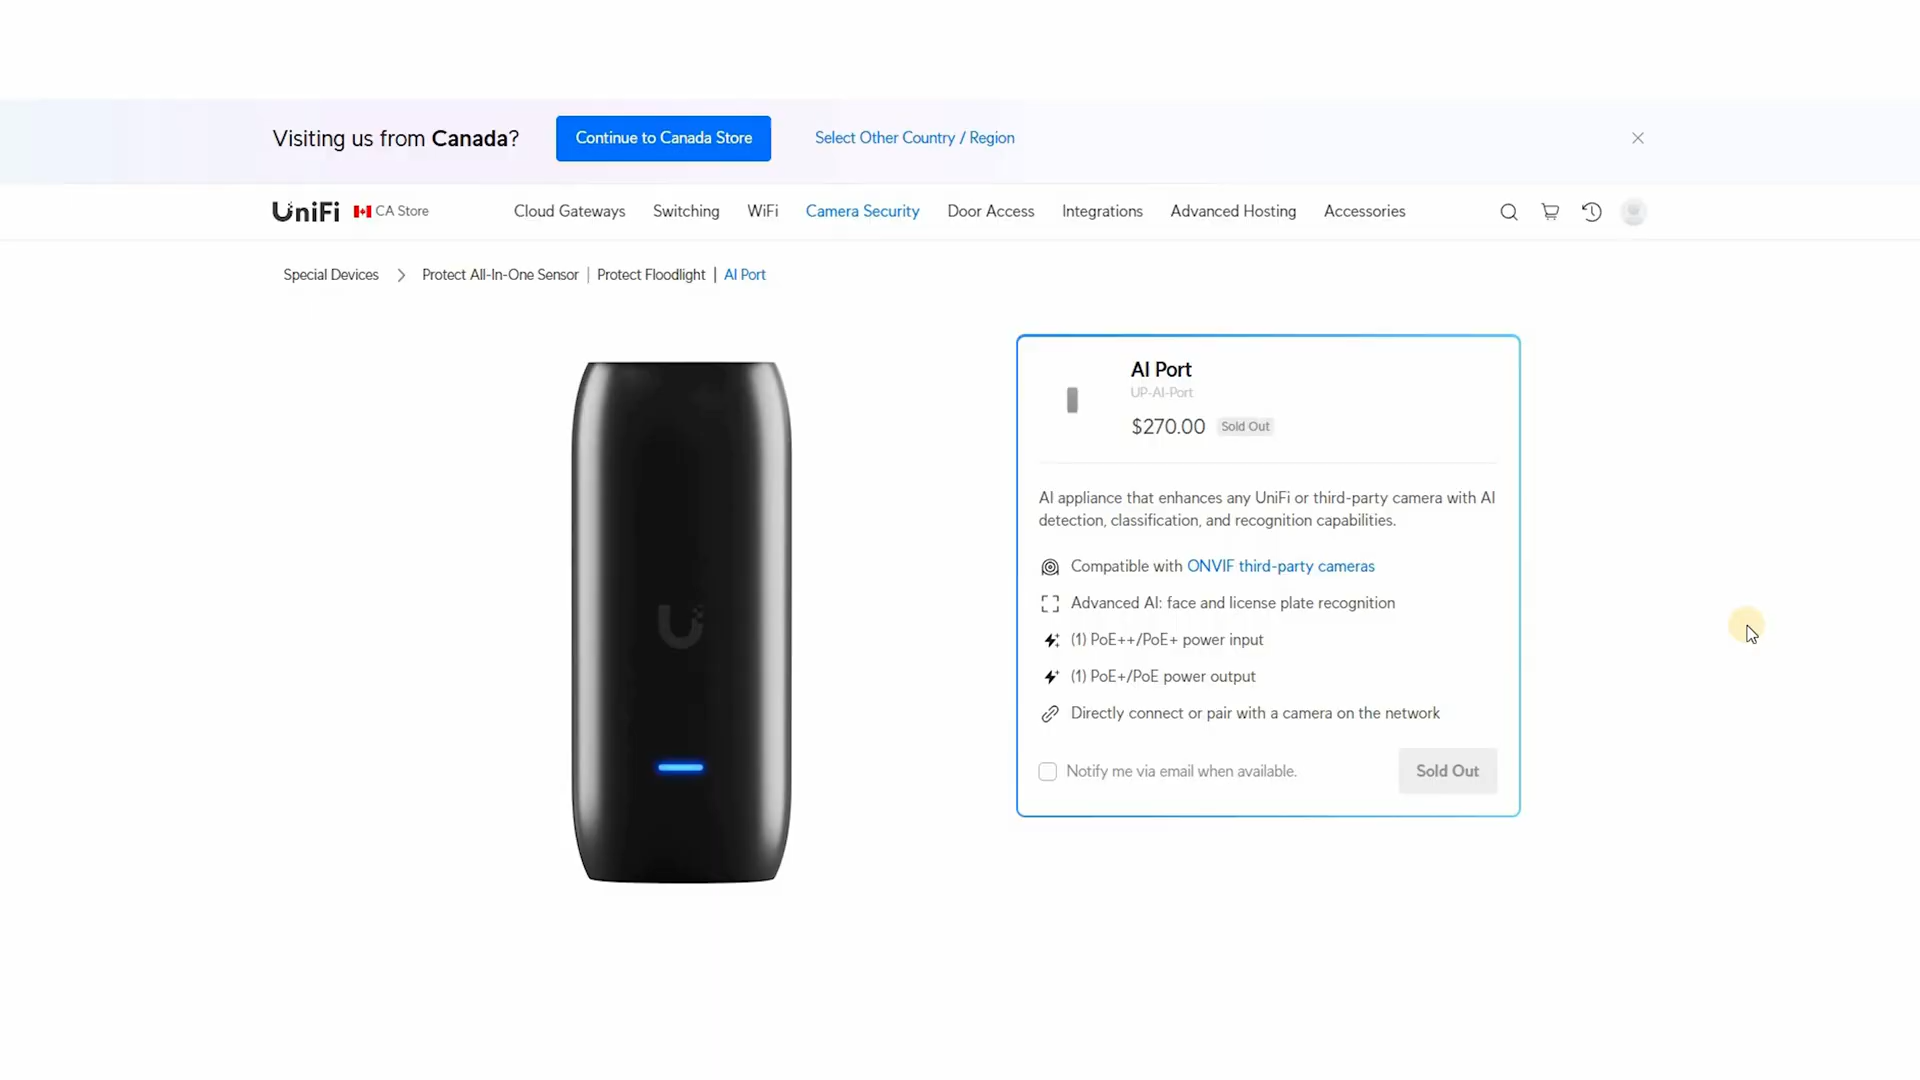 Visiting us from Canada?
Continue to Canada Store
Select Other Country / Region
UniFi CA Store
Cloud Gateways
Switching
WiFi
Camera Security
Door Access
Integrations
Advanced Hosting
Accessories
Special Devices
Protect All-In-One Sensor | Protect Floodlight | AI Port
AI Port
UP-AI-Port
$270.00 Sold Out
AI appliance that enhances any UniFi or third-party camera with AI
detection, classification, and recognition capabilities.
Compatible with ONVIF third-party cameras
Advanced AI: face and license plate recognition
(1) PoE++/PoE+ power input
(1) PoE+/PoE power output
Directly connect or pair with a camera on the network
Notify me via email when available.
Sold Out